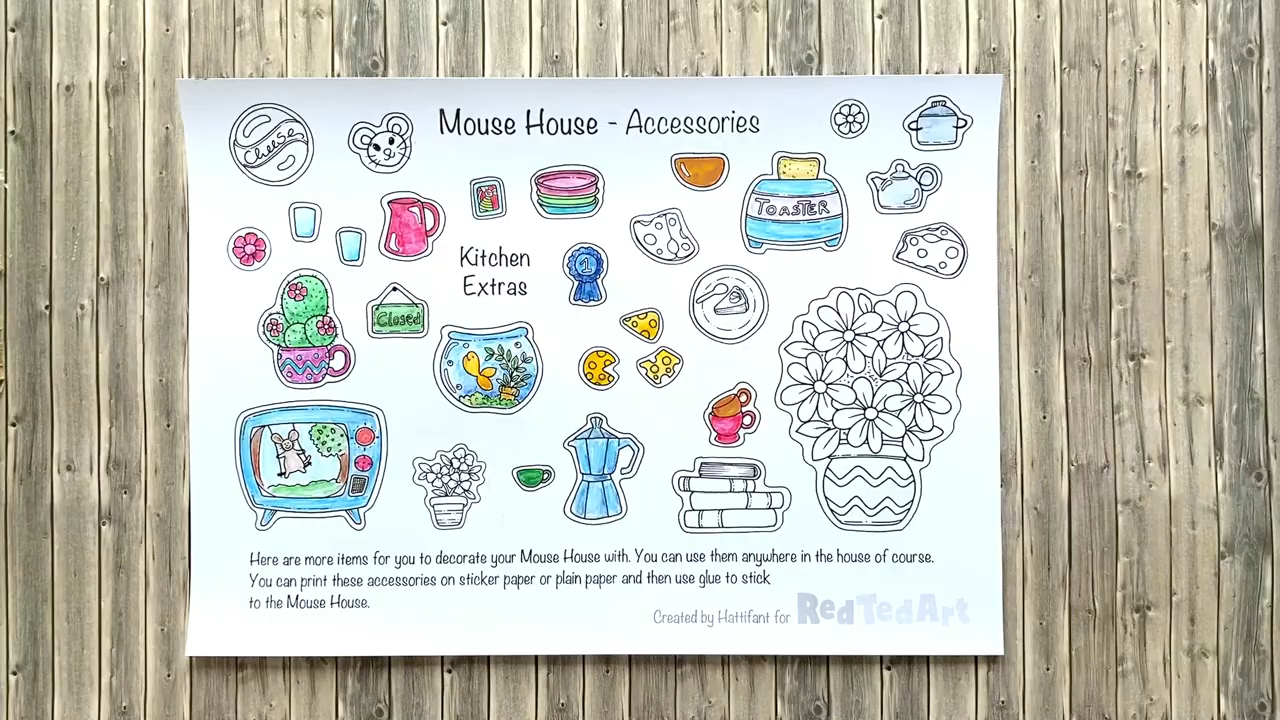 Mouse House - Accessories
Cheese
TOASTER
Kitchen
Extras
1
Closed
Here are more items for you to decorate your Mouse House with. You can use them anywhere in the house of course.
You can print these accessories on sticker paper or plain paper and then use glue to stick
to the Mouse House.
Created by Hattifant for RedTedArt